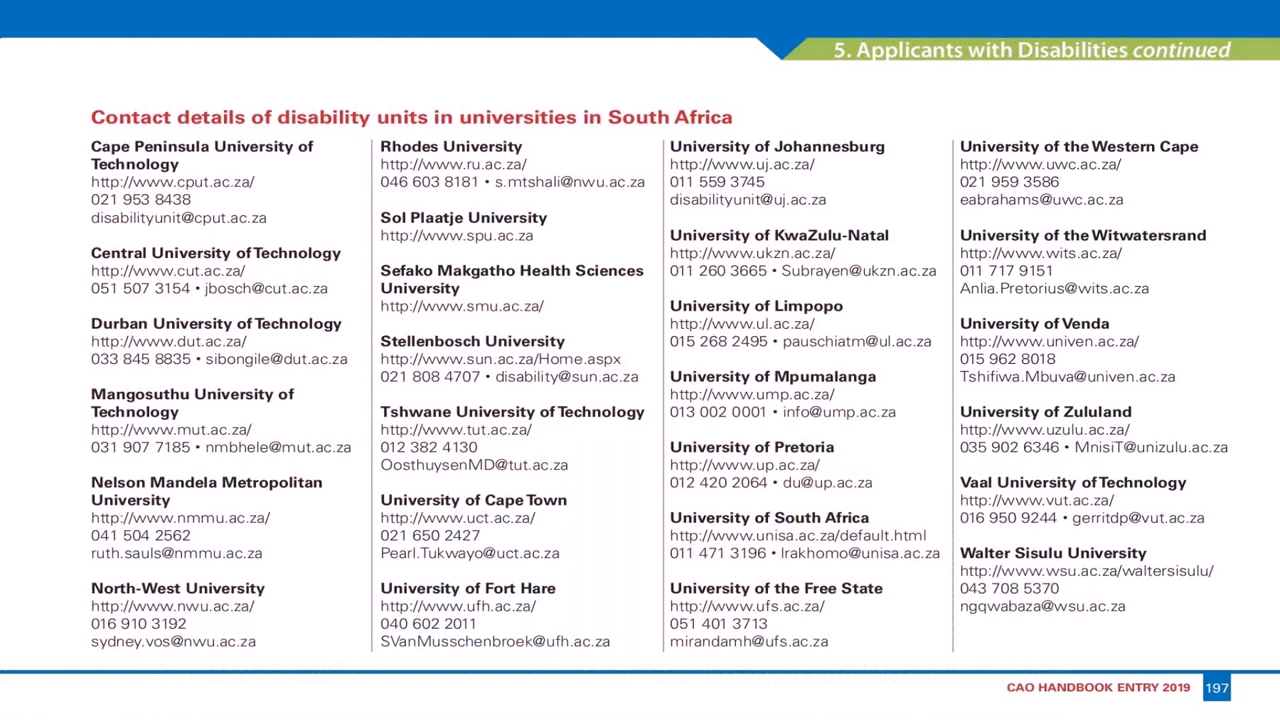 5. Applicants with Disabilities continued
Contact details of disability units in universities in South Africa
Cape Peninsula University of
Technology
http://www.cput.ac.za/
021 953 8438
disabilityunit@cput.ac.za
Central University of Technology
http://www.cut.ac.za/
051 507 3154 • jbosch@cut.ac.za
Durban University of Technology
http://www.dut.ac.za/
033 845 8835 • sibongile@dut.ac.za
Mangosuthu University of
Technology
http://www.mut.ac.za/
031 907 7185 • nmbhele@mut.ac.za
Nelson Mandela Metropolitan
University
http://www.nmmu.ac.za/
041 504 2562
ruth.sauls@nmmu.ac.za
North-West University
http://www.nwu.ac.za/
016 910 3192
sydney.vos@nwu.ac.za
Rhodes University
http://www.ru.ac.za/
046 603 8181 • s.mtshali@nwu.ac.za
Sol Plaatje University
http://www.spu.ac.za
Sefako Makgatho Health Sciences
University
http://www.smu.ac.za/
Stellenbosch University
http://www.sun.ac.za/Home.aspx
021 808 4707 • disability@sun.ac.za
Tshwane University of Technology
http://www.tut.ac.za/
012 382 4130
OosthuysenMD@tut.ac.za
University of Cape Town
http://www.uct.ac.za/
021 650 2427
Pearl.Tukwayo@uct.ac.za
University of Fort Hare
http://www.ufh.ac.za/
040 602 2011
SVanMusschenbroek@ufh.ac.za
University of Johannesburg
http://www.uj.ac.za/
011 559 3745
disabilityunit@uj.ac.za
University of KwaZulu-Natal
http://www.ukzn.ac.za/
011 260 3665 • Subrayen@ukzn.ac.za
University of Limpopo
http://www.ul.ac.za/
015 268 2495 • pauschiatm@ul.ac.za
University of Mpumalanga
http://www.ump.ac.za/
013 002 0001 • info@ump.ac.za
University of Pretoria
http://www.up.ac.za/
012 420 2064 • du@up.ac.za
University of South Africa
http://www.unisa.ac.za/default.html
011 471 3196 • lrakhomo@unisa.ac.za
University of the Free State
http://www.ufs.ac.za/
051 401 3713
mirandamh@ufs.ac.za
University of the Western Cape
http://www.uwc.ac.za/
021 959 3586
eabrahams@uwc.ac.za
University of the Witwatersrand
http://www.wits.ac.za/
011 717 9151
Anlia.Pretorius@wits.ac.za
University of Venda
http://www.univen.ac.za/
015 962 8018
Tshifiwa.Mbuva@univen.ac.za
University of Zululand
http://www.uzulu.ac.za/
035 902 6346 • MnisiT@unizulu.ac.za
Vaal University of Technology
http://www.vut.ac.za/
016 950 9244 • gerritdp@vut.ac.za
Walter Sisulu University
http://www.wsu.ac.za/waltersisulu/
043 708 5370
ngqwabaza@wsu.ac.za
CAO HANDBOOK ENTRY 2019 197